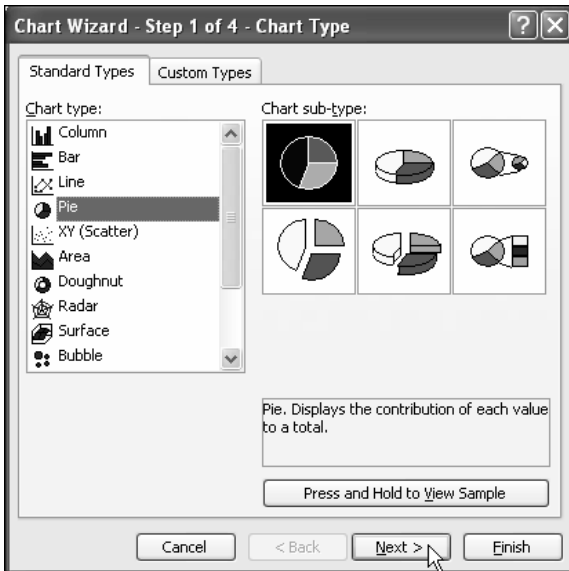 Chart Wizard - Step 1 of 4 - Chart Type
Standard Types
Custom Types
Chart type:
Column
Bar
Line
Pie
XY (Scatter)
Area
Doughnut
Radar
Surface
Bubble
Chart sub-type:
Pie. Displays the contribution of each value
to a total.
Press and Hold to View Sample
Cancel
< Back
Next >
Finish